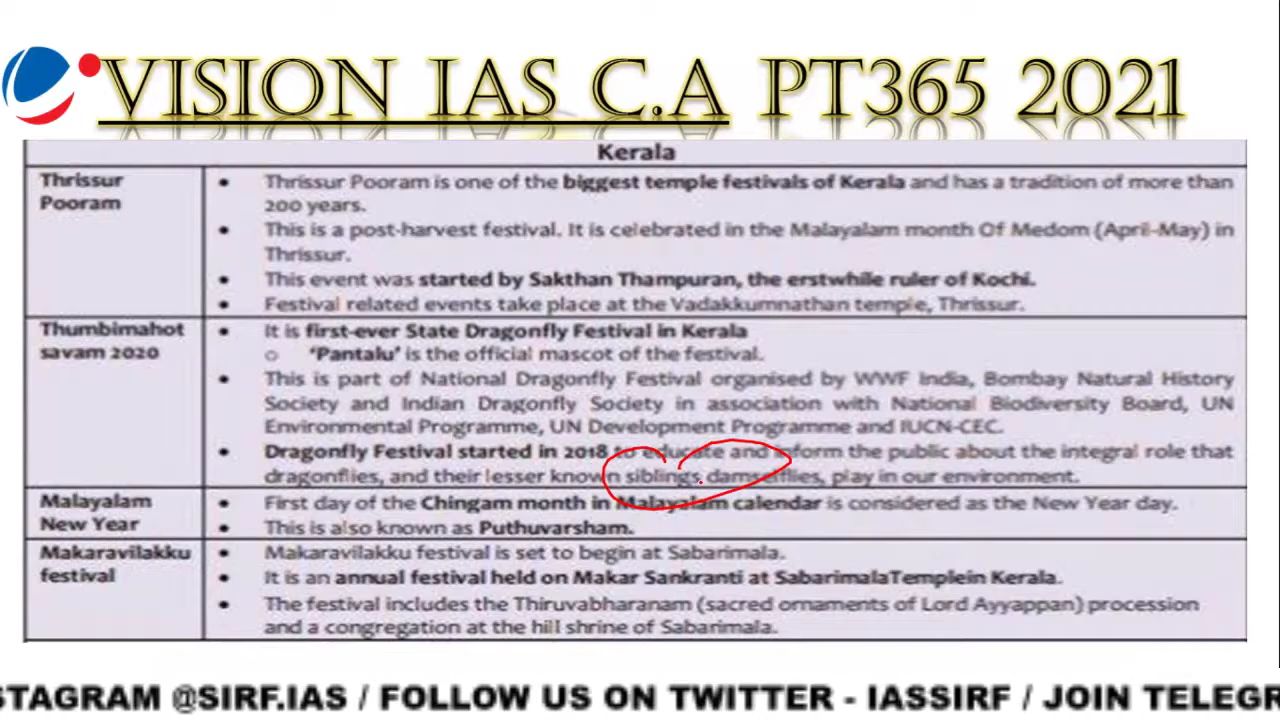 VISION IAS C.A PT365 2021
Kerala
Thrissur Pooram
• Thrissur Pooram is one of the biggest temple festivals of Kerala and has a tradition of more than
200 years.
• This is a post-harvest festival. It is celebrated in the Malayalam month Of Medom (April-May) in
Thrissur.
• This event was started by Sakthan Thampuran, the erstwhile ruler of Kochi.
• Festival related events take place at the Vadakkumnathan temple, Thrissur.
Thumbimahot
savam 2020
• It is first-ever State Dragonfly Festival in Kerala
o 'Pantalu' is the official mascot of the festival.
• This is part of National Dragonfly Festival organised by WWF India, Bombay Natural History
Society and Indian Dragonfly Society in association with National Biodiversity Board, UN
Environmental Programme, UN Development Programme and IUCN-CEC.
• Dragonfly Festival started in 2018 to educate and inform the public about the integral role that
dragonflies, and their lesser known siblings damselflies, play in our environment.
Malayalam
New Year
• First day of the Chingam month in Malayalam calendar is considered as the New Year day.
• This is also known as Puthuvarsham.
Makaravilakku
festival
• Makaravilakku festival is set to begin at Sabarimala.
• It is an annual festival held on Makar Sankranti at SabarimalaTemplein Kerala.
• The festival includes the Thiruvabharanam (sacred ornaments of Lord Ayyappan) procession
and a congregation at the hill shrine of Sabarimala.
STAGRAM @SIRF.IAS / FOLLOW US ON TWITTER - IASSIRF / JOIN TELEGR